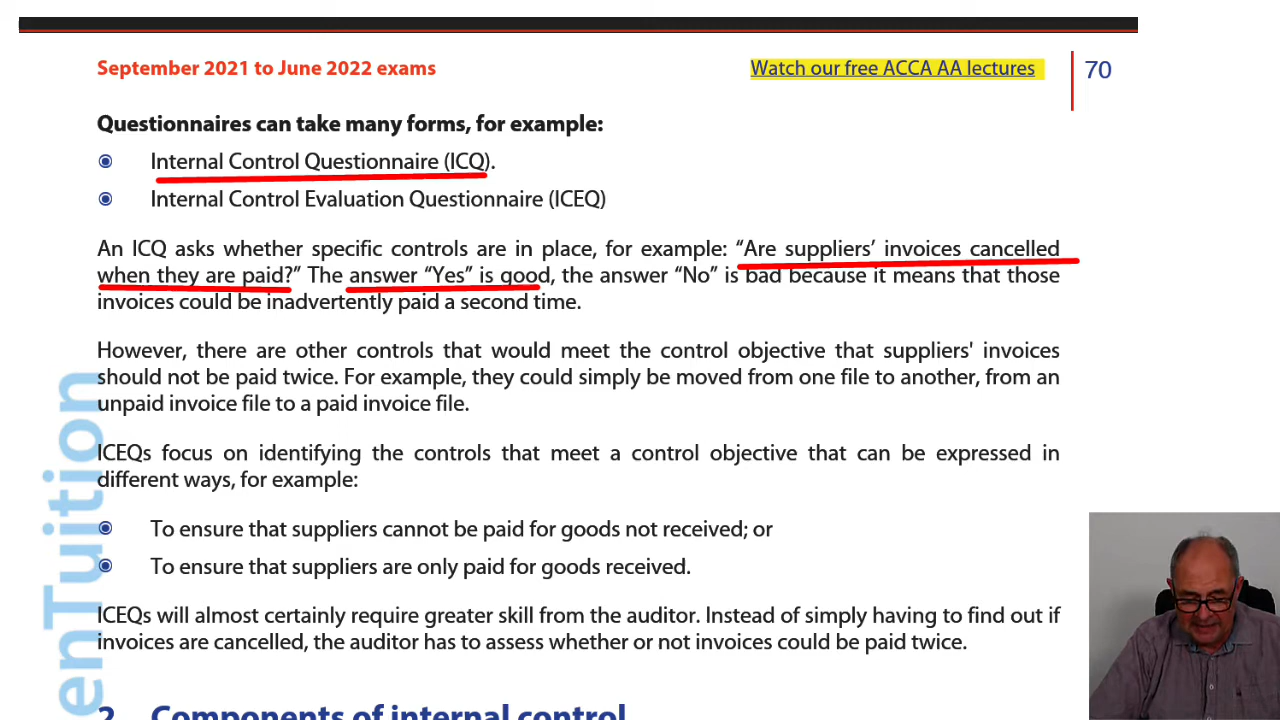 September 2021 to June 2022 exams
Watch our free ACCA AA lectures
70
Questionnaires can take many forms, for example:
Internal Control Questionnaire (ICQ).
Internal Control Evaluation Questionnaire (ICEQ)
An ICQ asks whether specific controls are in place, for example: “Are suppliers’ invoices cancelled
when they are paid?” The answer “Yes” is good, the answer “No” is bad because it means that those
invoices could be inadvertently paid a second time.
However, there are other controls that would meet the control objective that suppliers' invoices
should not be paid twice. For example, they could simply be moved from one file to another, from an
unpaid invoice file to a paid invoice file.
ICEQs focus on identifying the controls that meet a control objective that can be expressed in
different ways, for example:
To ensure that suppliers cannot be paid for goods not received; or
To ensure that suppliers are only paid for goods received.
ICEQs will almost certainly require greater skill from the auditor. Instead of simply having to find out if
invoices are cancelled, the auditor has to assess whether or not invoices could be paid twice.
2 Components of internal control
enTuition